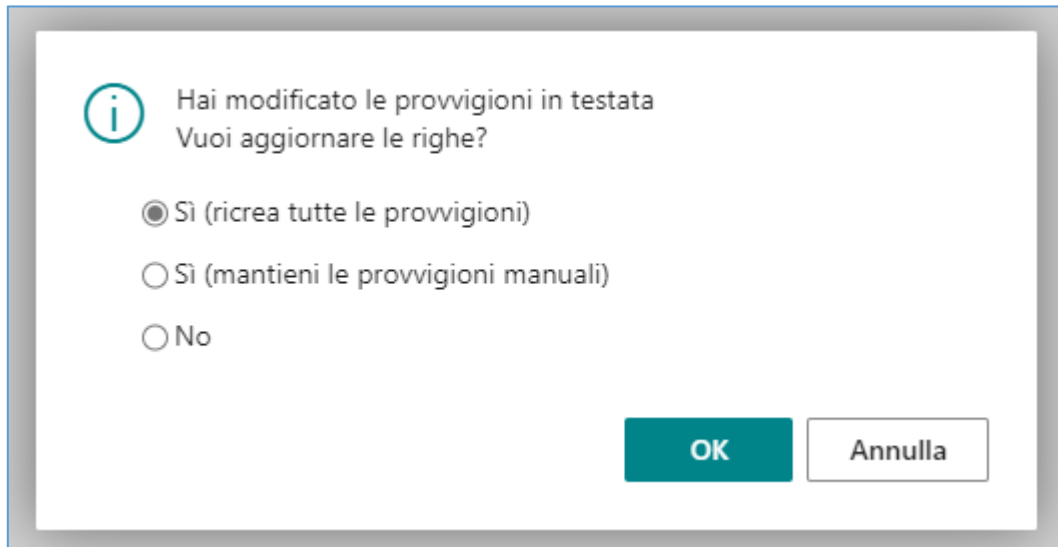 Hai modificato le provvigioni in testata
Vuoi aggiornare le righe?
Sì (ricrea tutte le provvigioni)
Sì (mantieni le provvigioni manuali)
No
OK Annulla